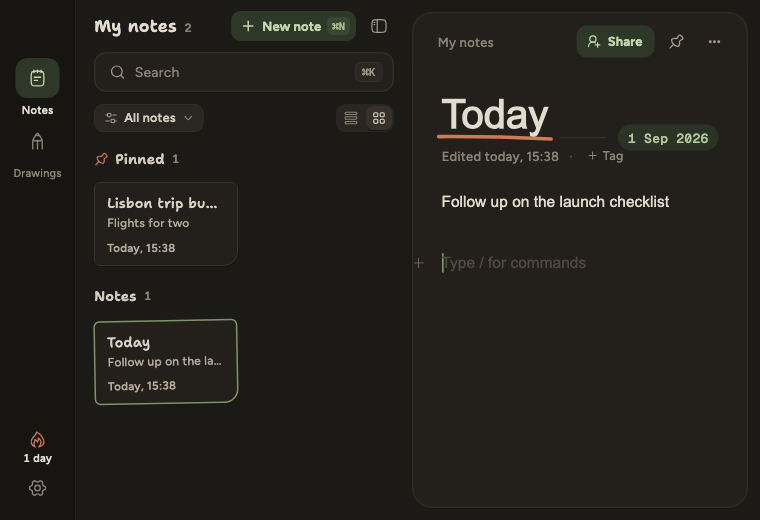 Notes
Drawings
1 day
My notes 2
New note ⌘N
Search ⌘K
All notes
Pinned 1
Lisbon trip bu...
Flights for two
Today, 15:38
Notes 1
Today
Follow up on the la...
Today, 15:38
My notes
Share
Today
1 Sep 2026
Edited today, 15:38 · + Tag
Follow up on the launch checklist
Type / for commands